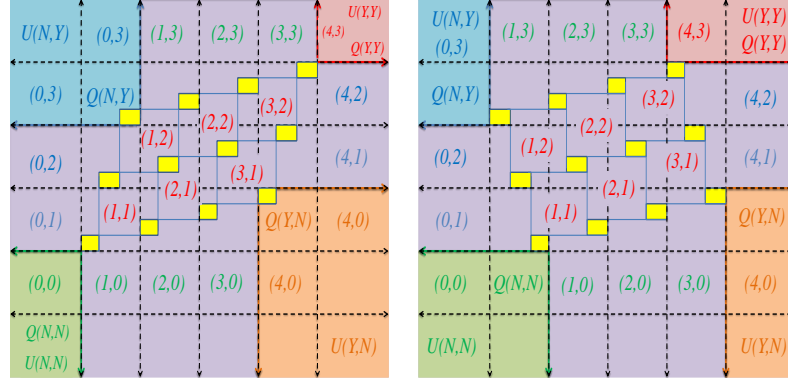 U(N,Y) (0,3) (1,3) (2,3) (3,3) U(Y,Y)
(4,3)
Q(Y,Y)
(0,3) Q(N,Y) (3,2) (4,2)
(1,2) (2,2)
(0,2) (3,1) (4,1)
(2,1)
(0,1) (1,1) Q(Y,N) (4,0)
(0,0) (1,0) (2,0) (3,0) (4,0)
Q(N,N)
U(N,N) U(Y,N)
U(N,Y) (1,3) (2,3) (3,3) (4,3) U(Y,Y)
(0,3) Q(Y,Y)
Q(N,Y) (3,2) (4,2)
(2,2)
(0,2) (1,2) (3,1) (4,1)
(2,1)
(0,1) (1,1) Q(Y,N)
(0,0) Q(N,N) (1,0) (2,0) (3,0) (4,0)
U(N,N) U(Y,N)